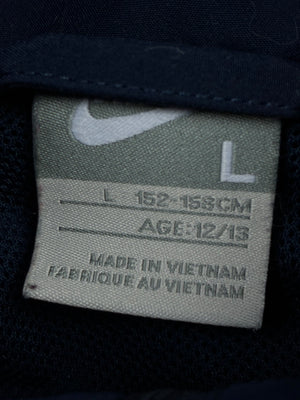 L
L 152-158CM
AGE:12/13
MADE IN VIETNAM
FABRIQUE AU VIETNAM